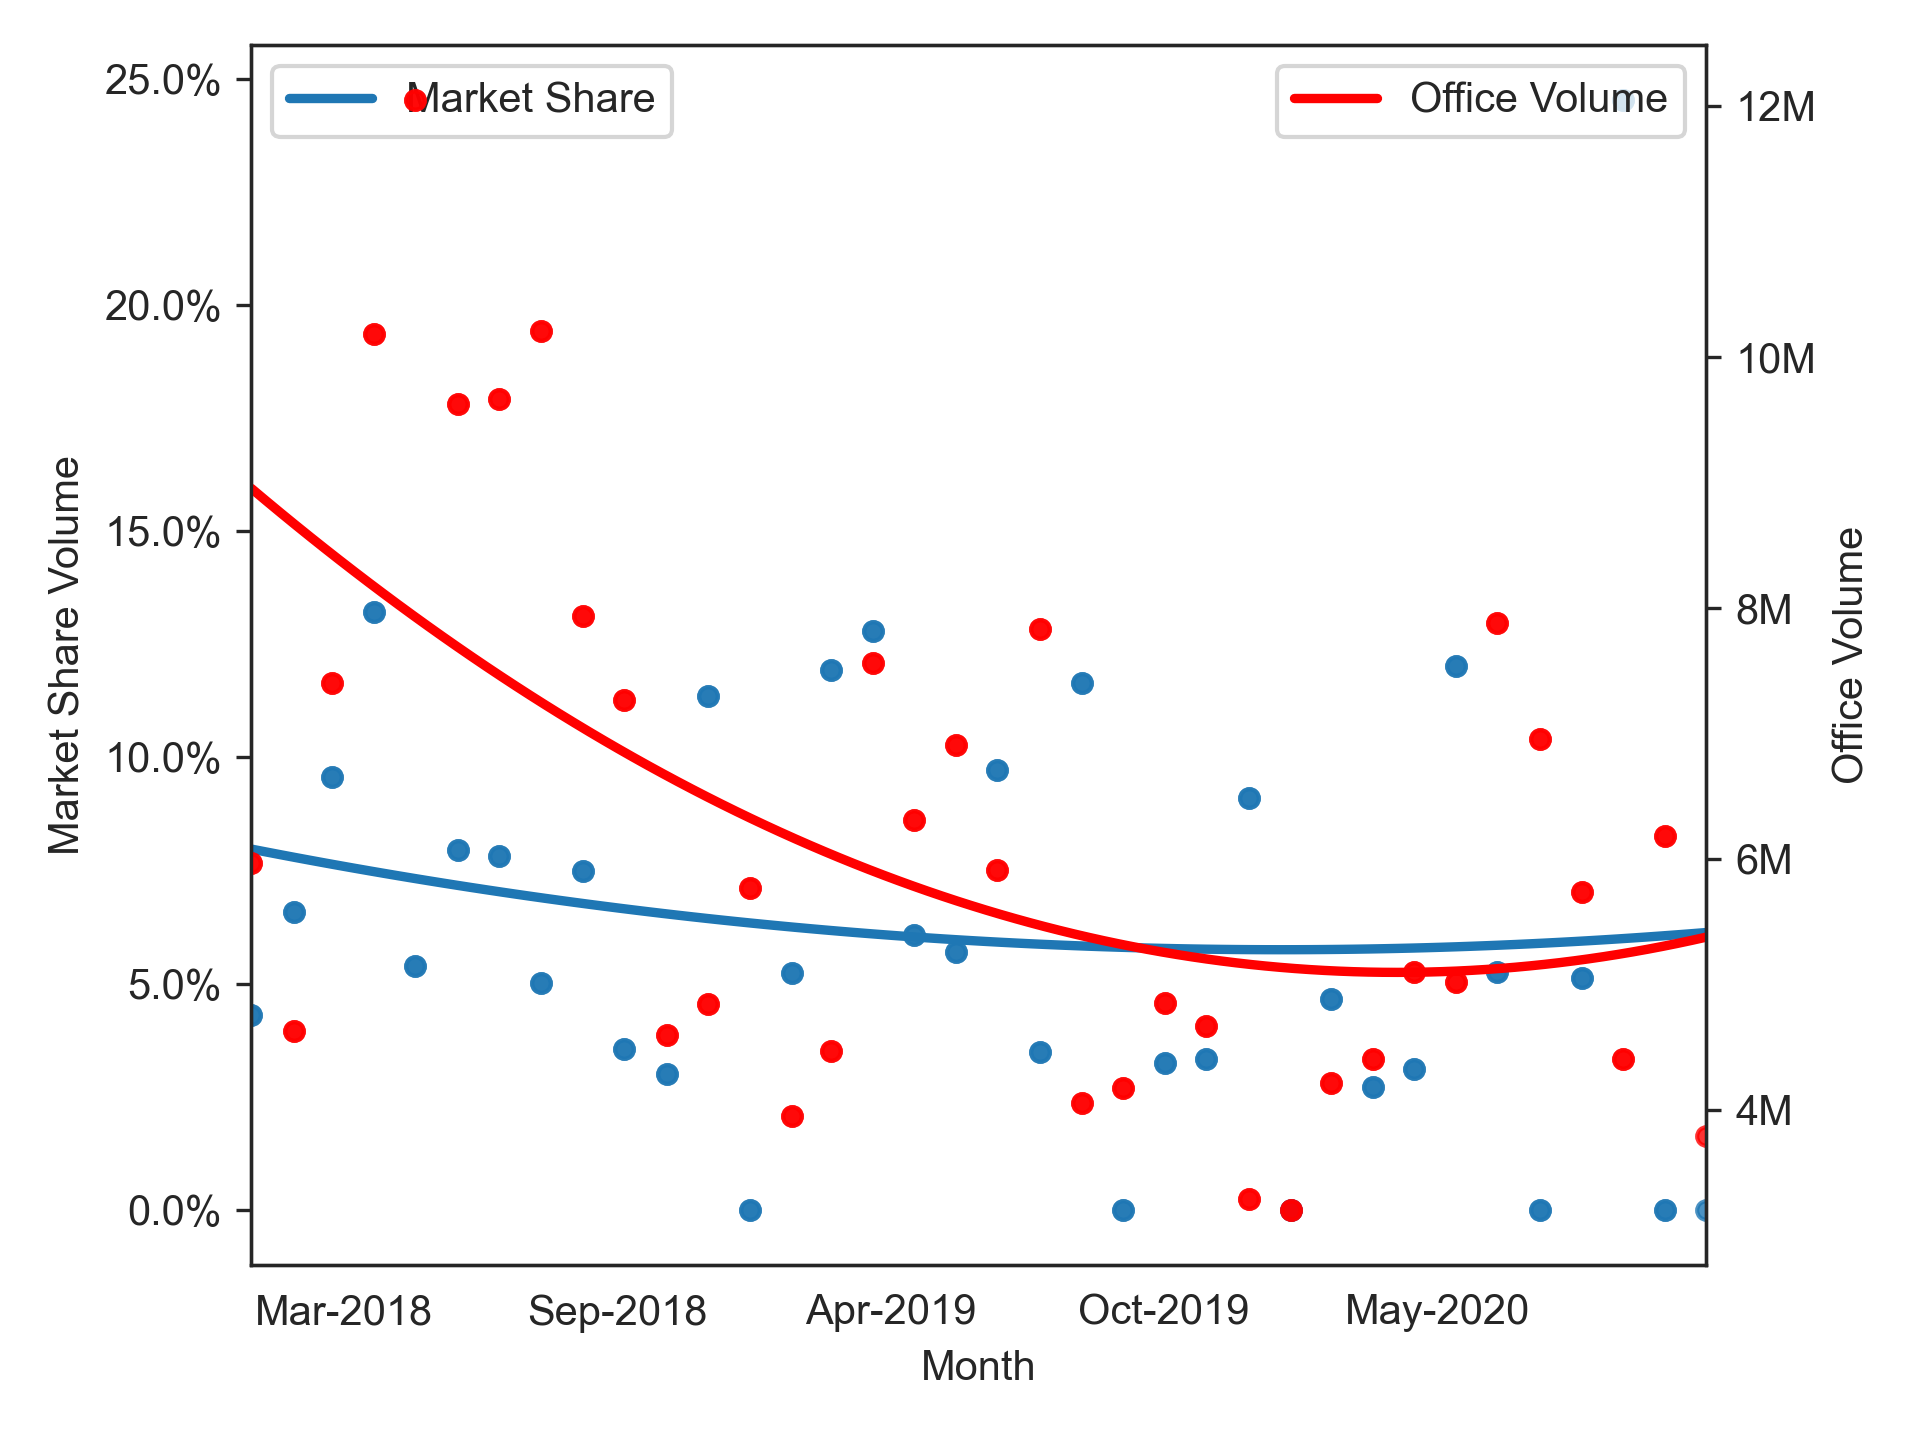 Market Share
Office Volume
25.0%
20.0%
15.0%
10.0%
5.0%
0.0%
Market Share Volume
12M
10M
8M
6M
4M
Office Volume
Mar-2018
Sep-2018
Apr-2019
Oct-2019
May-2020
Month